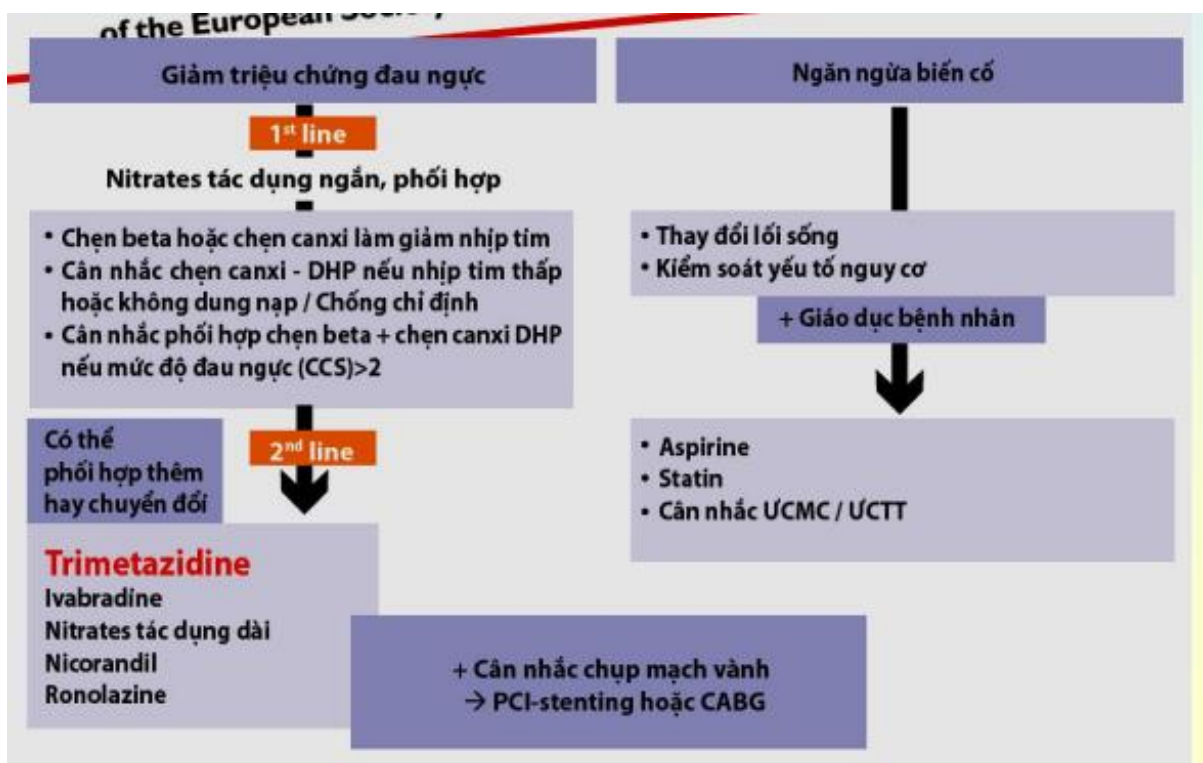 of the European
Giảm triệu chứng đau ngực
1st line
Nitrates tác dụng ngắn, phối hợp
• Chẹn beta hoặc chẹn canxi làm giảm nhịp tim
• Cân nhắc chẹn canxi - DHP nếu nhịp tim thấp
hoặc không dung nạp / Chống chỉ định
• Cân nhắc phối hợp chẹn beta + chẹn canxi DHP
nếu mức độ đau ngực (CCS)>2
Có thể
phối hợp thêm
hay chuyển đổi
2nd line
Trimetazidine
Ivabradine
Nitrates tác dụng dài
Nicorandil
Ronolazine
+ Cân nhắc chụp mạch vành
→ PCI-stenting hoặc CABG
Ngăn ngừa biến cố
• Thay đổi lối sống
• Kiểm soát yếu tố nguy cơ
+ Giáo dục bệnh nhân
• Aspirine
• Statin
• Cân nhắc ƯCMC / ƯCTT